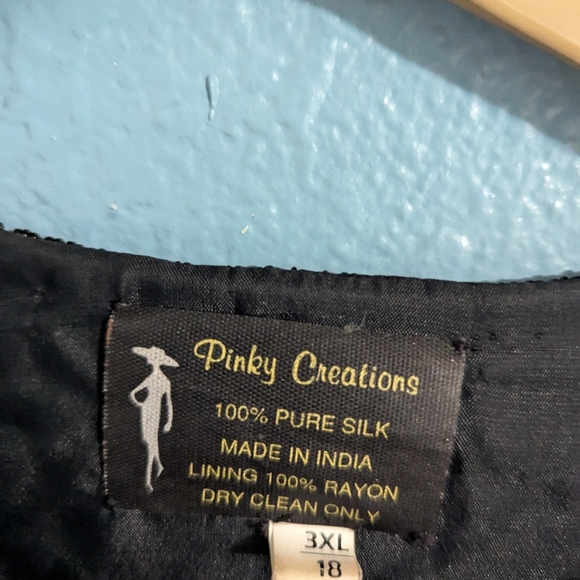 Pinky Creations
100% PURE SILK
MADE IN INDIA
LINING 100% RAYON
DRY CLEAN ONLY
3XL
18